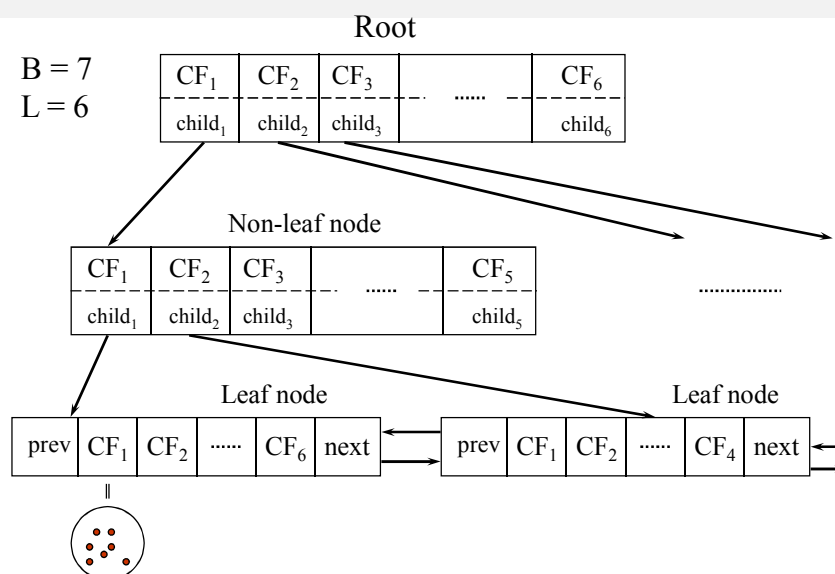 Root
B = 7
L = 6
CF₁ CF₂ CF₃ ...... CF₆
child₁ child₂ child₃ child₆
Non-leaf node
CF₁ CF₂ CF₃ ...... CF₅
child₁ child₂ child₃ child₅
................
Leaf node Leaf node
prev CF₁ CF₂ ...... CF₆ next prev CF₁ CF₂ ...... CF₄ next
=